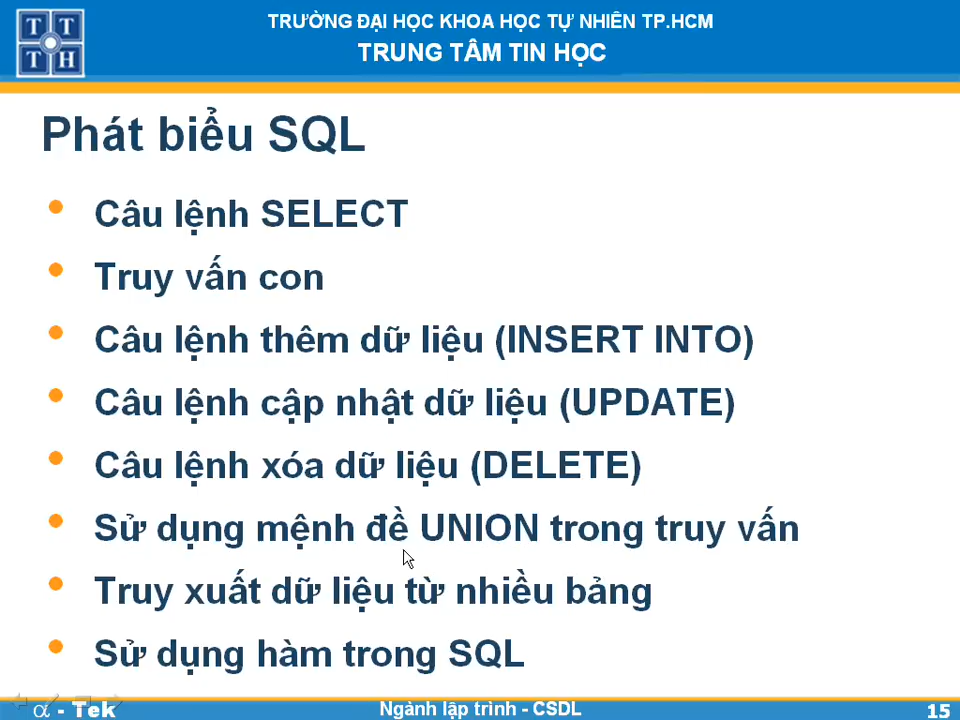 T T
T H
TRƯỜNG ĐẠI HỌC KHOA HỌC TỰ NHIÊN TP.HCM
TRUNG TÂM TIN HỌC
Phát biểu SQL
• Câu lệnh SELECT
• Truy vấn con
• Câu lệnh thêm dữ liệu (INSERT INTO)
• Câu lệnh cập nhật dữ liệu (UPDATE)
• Câu lệnh xóa dữ liệu (DELETE)
• Sử dụng mệnh đề UNION trong truy vấn
• Truy xuất dữ liệu từ nhiều bảng
• Sử dụng hàm trong SQL
α - Tek
Ngành lập trình - CSDL
15